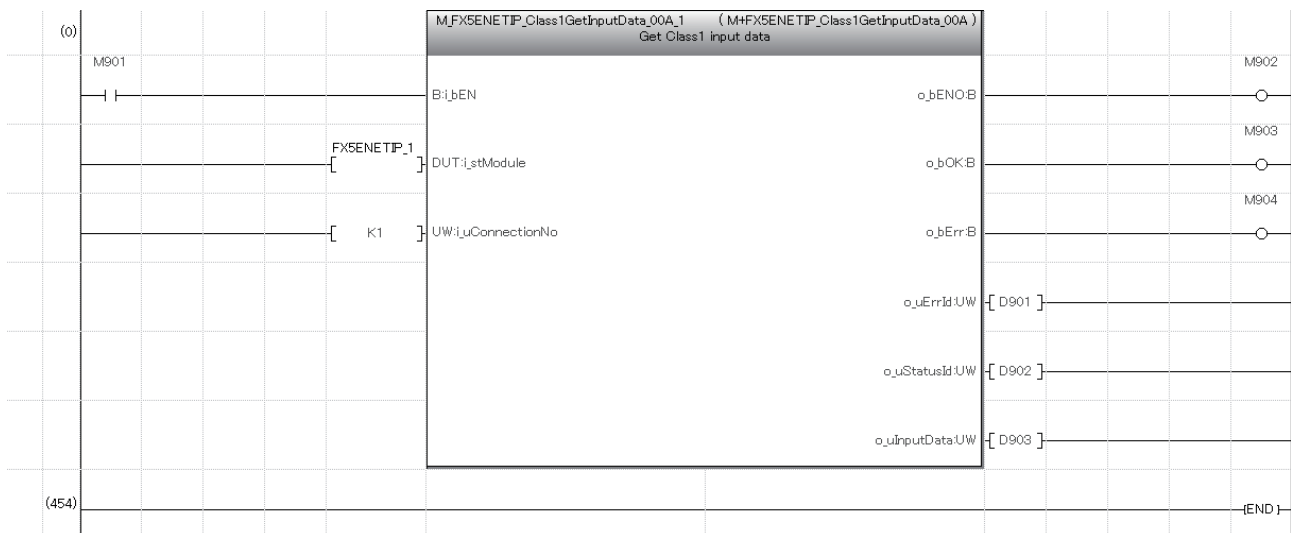 (0)
M_FX5ENETIP_Class1GetInputData_00A_1 ( M+FX5ENETIP_Class1GetInputData_00A )
Get Class1 input data
M901 M902
B:i_bEN o_bENO:B
M903
FX5ENETIP_1 DUT:i_stModule o_bOK:B
M904
K1 UW:i_uConnectionNo o_bErr:B
o_uErrId:UW D901
o_uStatusId:UW D902
o_uInputData:UW D903
(454) END